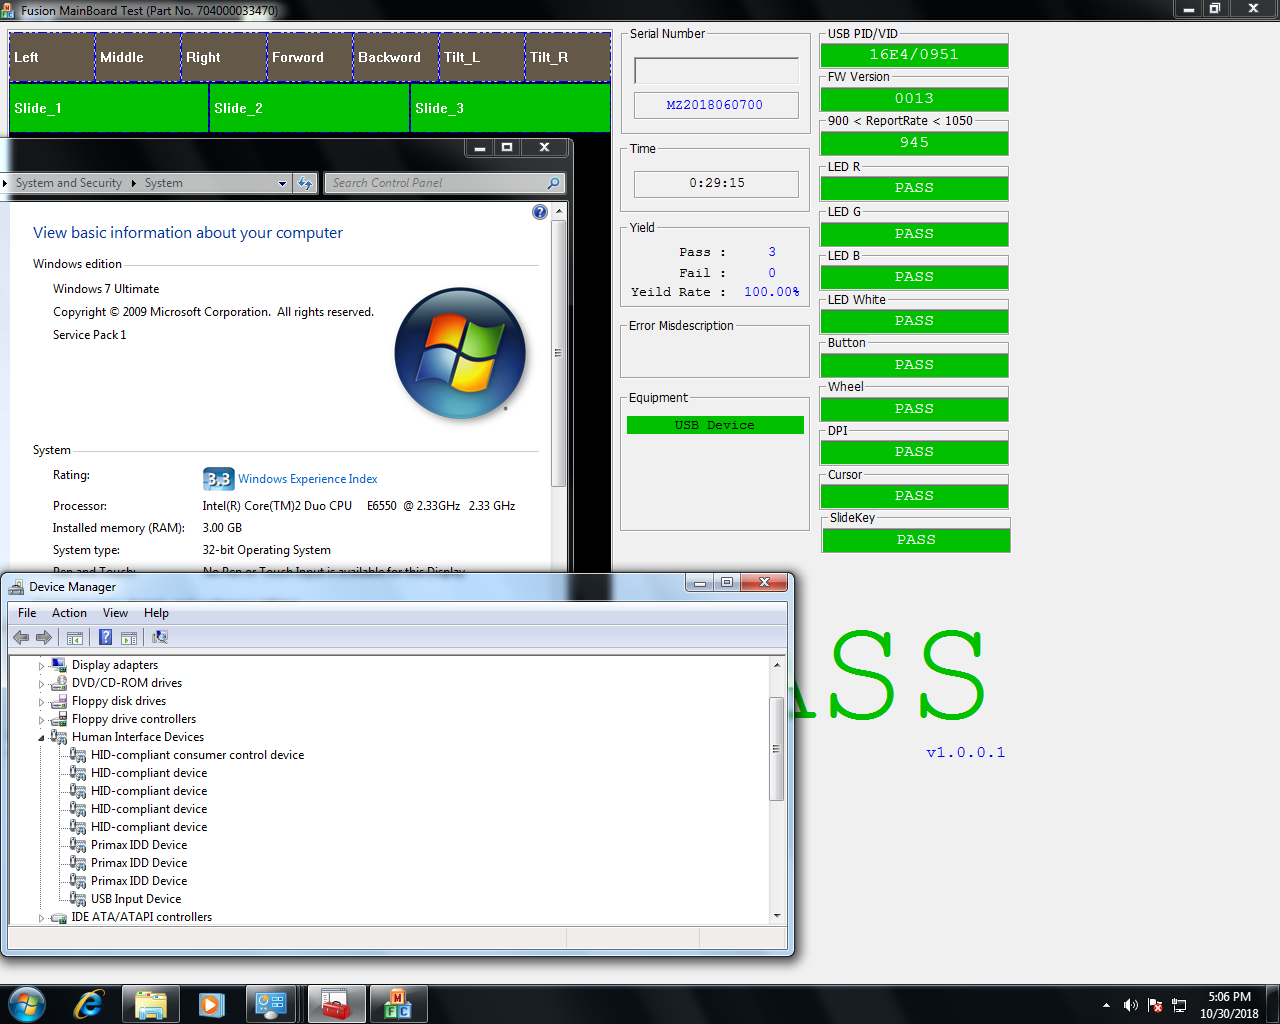 Fusion MainBoard Test (Part No. 704000033470)
Left Middle Right Forword Backword Tilt_L Tilt_R
Slide_1 Slide_2 Slide_3
System and Security System Search Control Panel
View basic information about your computer
Windows edition
Windows 7 Ultimate
Copyright © 2009 Microsoft Corporation. All rights reserved.
Service Pack 1
System
Rating: 3.3 Windows Experience Index
Processor: Intel(R) Core(TM)2 Duo CPU E6550 @ 2.33GHz 2.33 GHz
Installed memory (RAM): 3.00 GB
System type: 32-bit Operating System
Pen and Touch: No Pen or Touch Input is available for this Display
Serial Number
MZ2018060700
Time
0:29:15
Yield
Pass : 3
Fail : 0
Yeild Rate : 100.00%
Error Misdescription
Equipment
USB Device
USB PID/VID
16E4/0951
FW Version
0013
900 < ReportRate < 1050
945
LED R
PASS
LED G
PASS
LED B
PASS
LED White
PASS
Button
PASS
Wheel
PASS
DPI
PASS
Cursor
PASS
SlideKey
PASS
ASS
v1.0.0.1
Device Manager
File Action View Help
Display adapters
DVD/CD-ROM drives
Floppy disk drives
Floppy drive controllers
Human Interface Devices
HID-compliant consumer control device
HID-compliant device
HID-compliant device
HID-compliant device
HID-compliant device
Primax IDD Device
Primax IDD Device
Primax IDD Device
USB Input Device
IDE ATA/ATAPI controllers
M
F C
5:06 PM
10/30/2018